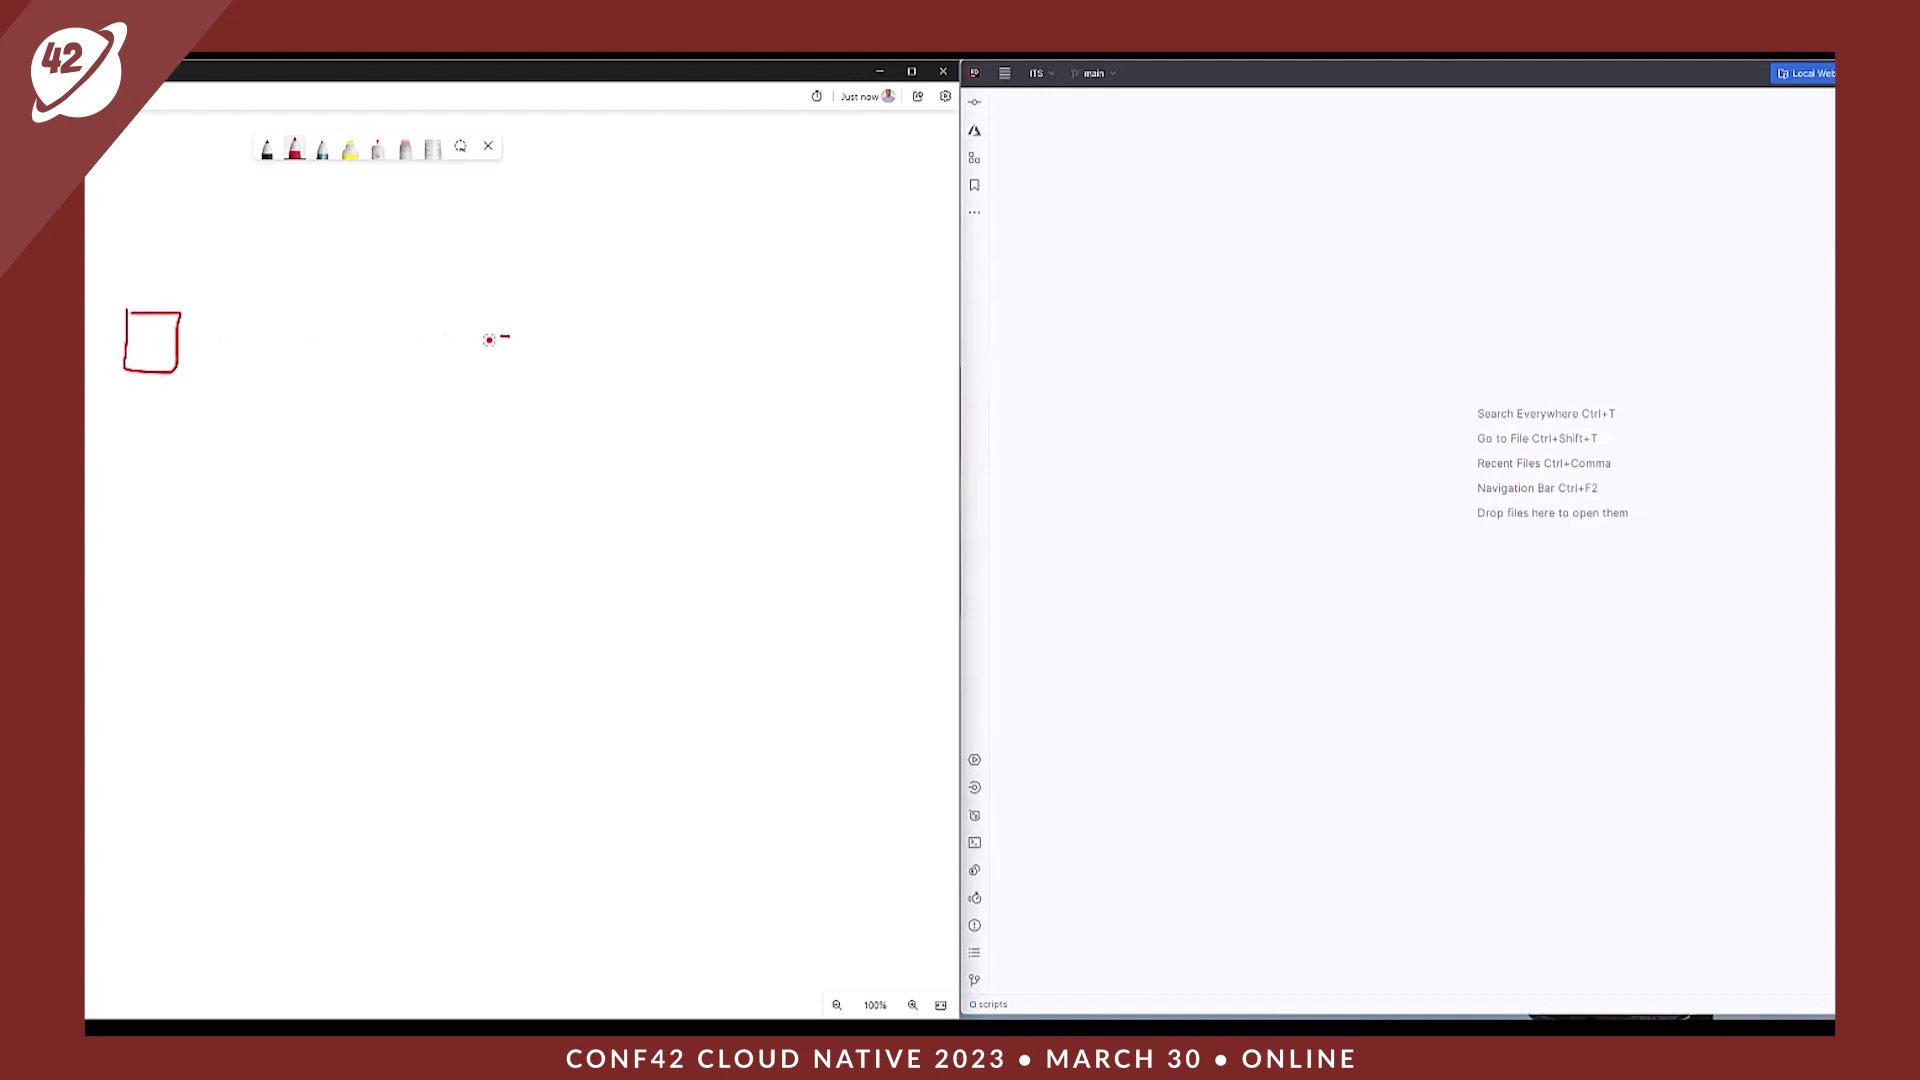 42
Just now
ITS
main
Local Web
Search Everywhere Ctrl+T
Go to File Ctrl+Shift+T
Recent Files Ctrl+Comma
Navigation Bar Ctrl+F2
Drop files here to open them
100%
scripts
CONF42 CLOUD NATIVE 2023 • MARCH 30 • ONLINE